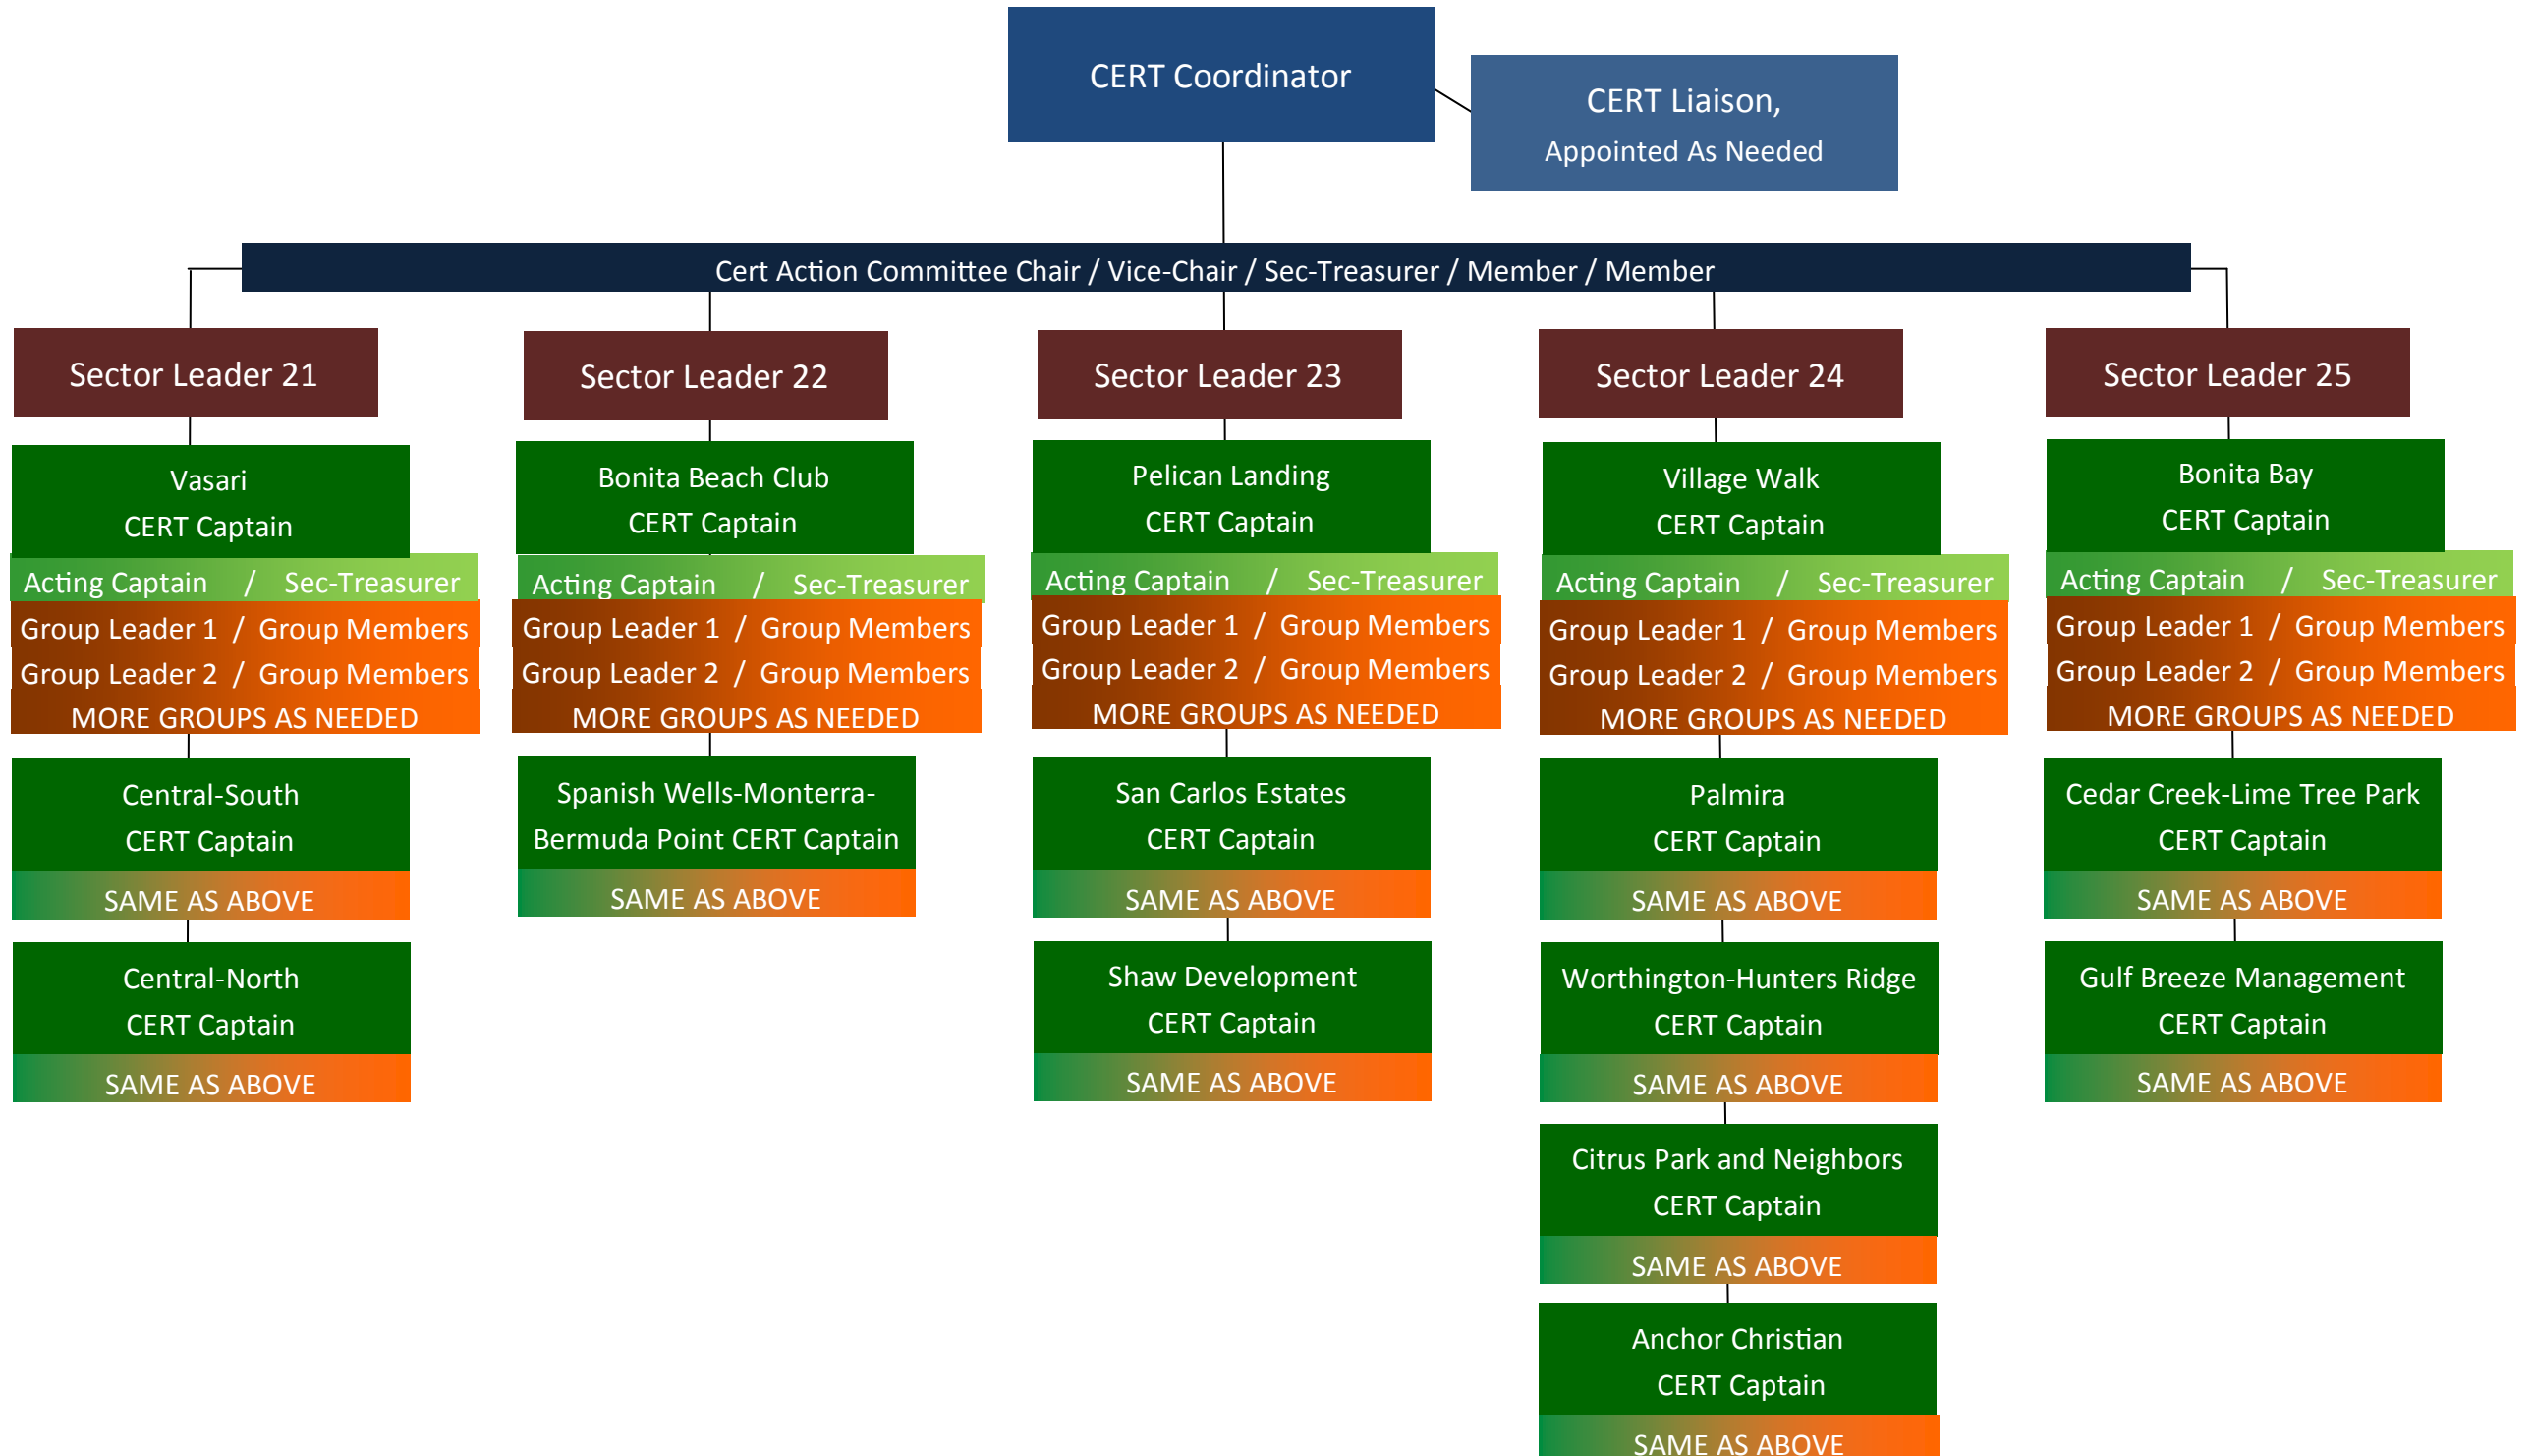 CERT Coordinator
CERT Liaison,
Appointed As Needed
Cert Action Committee Chair / Vice-Chair / Sec-Treasurer / Member / Member
Sector Leader 21
Vasari
CERT Captain
Acting Captain / Sec-Treasurer
Group Leader 1 / Group Members
Group Leader 2 / Group Members
MORE GROUPS AS NEEDED
Central-South
CERT Captain
SAME AS ABOVE
Central-North
CERT Captain
SAME AS ABOVE
Sector Leader 22
Bonita Beach Club
CERT Captain
Acting Captain / Sec-Treasurer
Group Leader 1 / Group Members
Group Leader 2 / Group Members
MORE GROUPS AS NEEDED
Spanish Wells-Monterra-
Bermuda Point CERT Captain
SAME AS ABOVE
Sector Leader 23
Pelican Landing
CERT Captain
Acting Captain / Sec-Treasurer
Group Leader 1 / Group Members
Group Leader 2 / Group Members
MORE GROUPS AS NEEDED
San Carlos Estates
CERT Captain
SAME AS ABOVE
Shaw Development
CERT Captain
SAME AS ABOVE
Sector Leader 24
Village Walk
CERT Captain
Acting Captain / Sec-Treasurer
Group Leader 1 / Group Members
Group Leader 2 / Group Members
MORE GROUPS AS NEEDED
Palmira
CERT Captain
SAME AS ABOVE
Worthington-Hunters Ridge
CERT Captain
SAME AS ABOVE
Citrus Park and Neighbors
CERT Captain
SAME AS ABOVE
Anchor Christian
CERT Captain
SAME AS ABOVE
Sector Leader 25
Bonita Bay
CERT Captain
Acting Captain / Sec-Treasurer
Group Leader 1 / Group Members
Group Leader 2 / Group Members
MORE GROUPS AS NEEDED
Cedar Creek-Lime Tree Park
CERT Captain
SAME AS ABOVE
Gulf Breeze Management
CERT Captain
SAME AS ABOVE